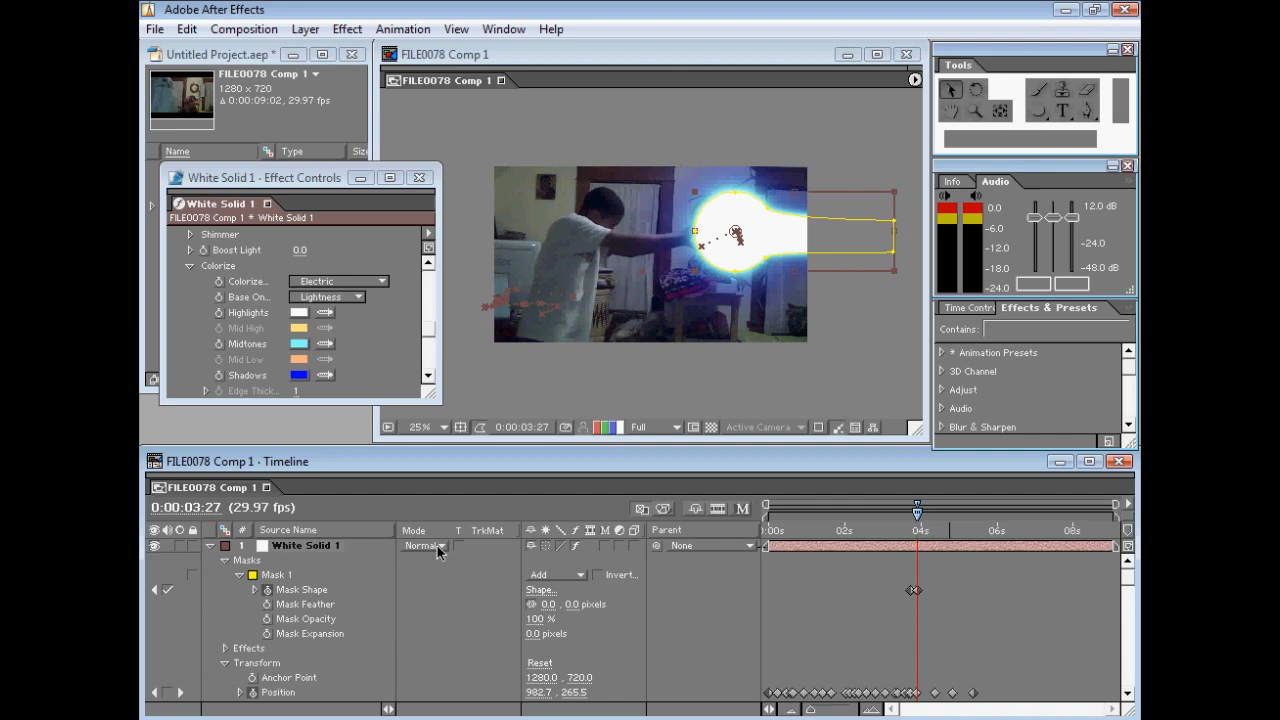 Adobe After Effects
File Edit Composition Layer Effect Animation View Window Help
Untitled Project.aep *
FILE0078 Comp 1
1280 x 720
Δ 0:00:09:02, 29.97 fps
Name Type Size
White Solid 1 - Effect Controls
White Solid 1
FILE0078 Comp 1 * White Solid 1
Shimmer
Boost Light 0.0
Colorize
Colorize... Electric
Base On... Lightness
Highlights
Mid High
Midtones
Mid Low
Shadows
Edge Thick... 1
FILE0078 Comp 1
FILE0078 Comp 1
25% 0:00:03:27 Full Active Camera
Tools
T
Info Audio
0.0
-6.0
-12.0
-18.0
-24.0
12.0 dB
0.0
-24.0
-48.0 dB
Time Contr Effects & Presets
Contains:
* Animation Presets
3D Channel
Adjust
Audio
Blur & Sharpen
FILE0078 Comp 1 - Timeline
FILE0078 Comp 1
0:00:03:27 (29.97 fps) M
# Source Name Mode T TrkMat Parent :00s 02s 04s 06s 08s
1 White Solid 1 Normal None
Masks
Mask 1 Add Invert...
Mask Shape Shape...
Mask Feather 0.0 , 0.0 pixels
Mask Opacity 100 %
Mask Expansion 0.0 pixels
Effects
Transform Reset
Anchor Point 1280.0 , 720.0
Position 982.7 , 265.5